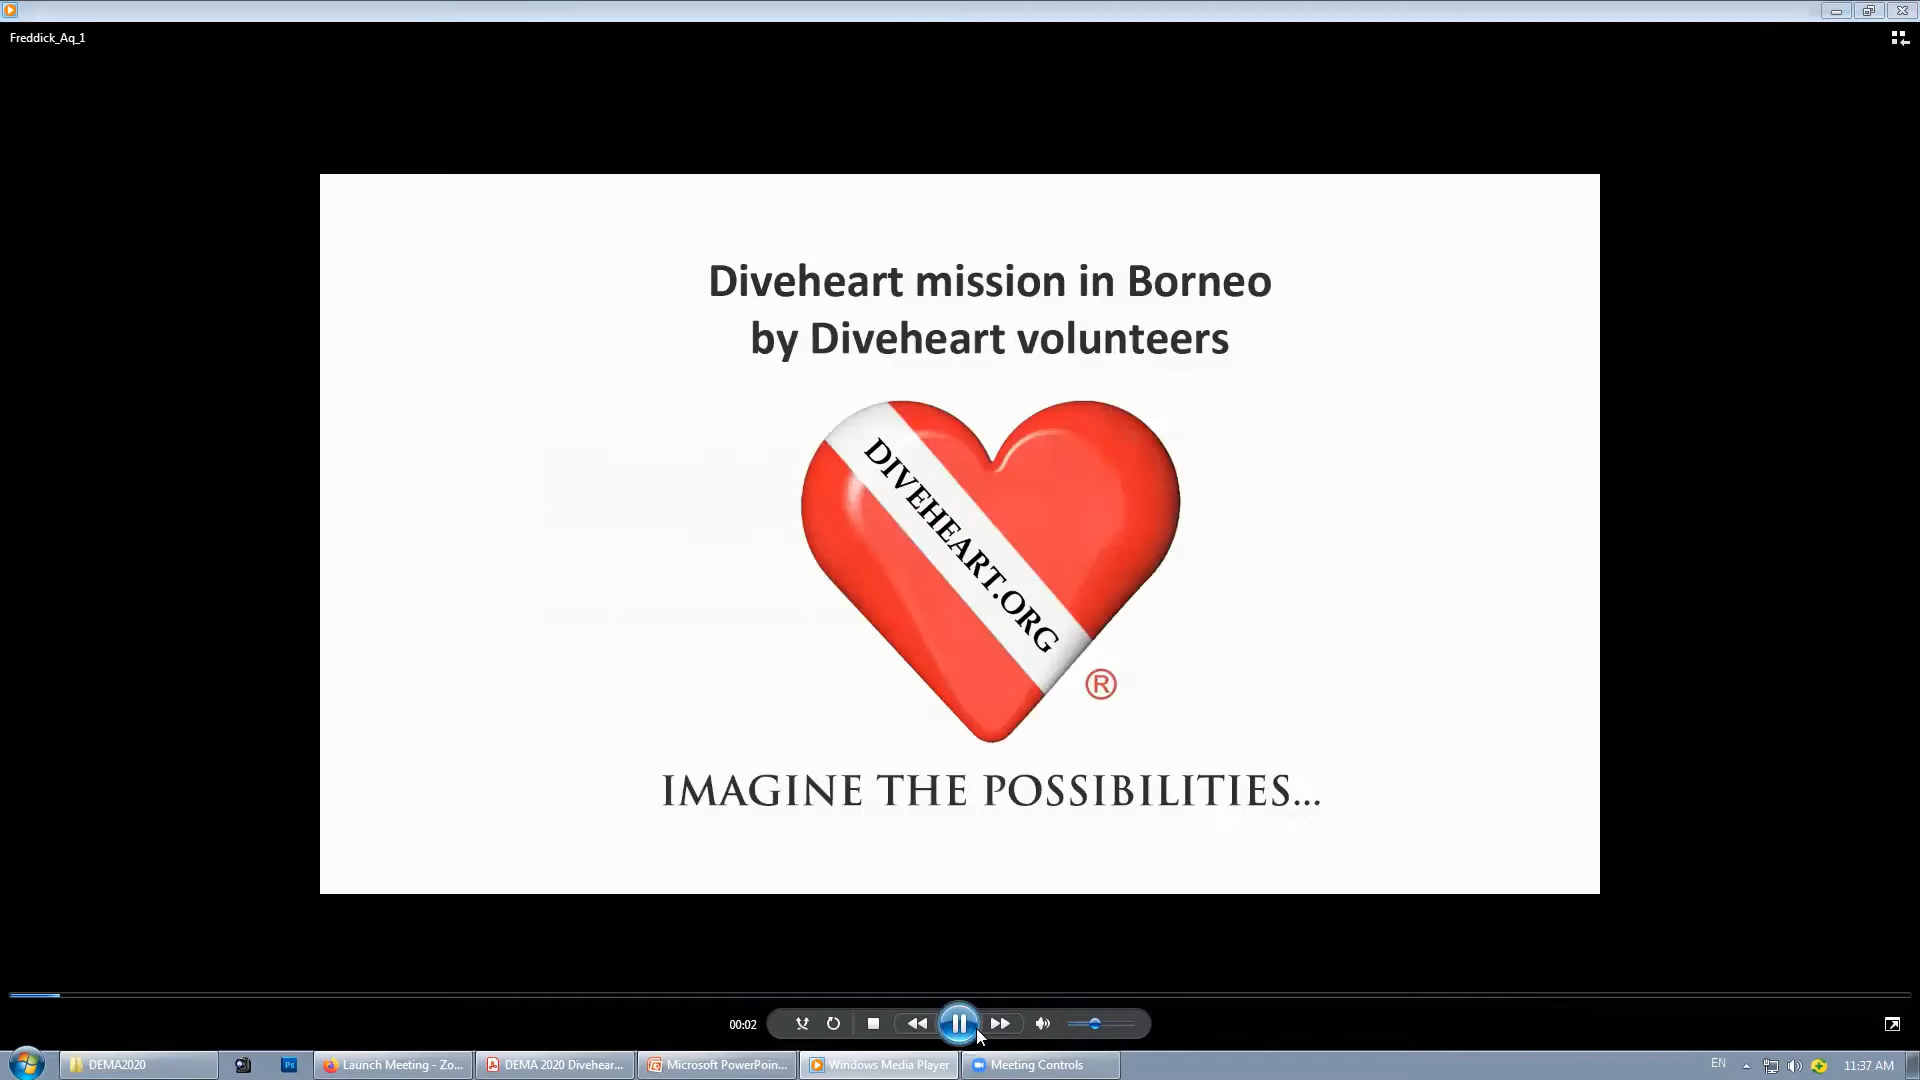 Freddick_Aq_1
Diveheart mission in Borneo
by Diveheart volunteers
DIVEHEART.ORG
®
IMAGINE THE POSSIBILITIES...
00:02
DEMA2020
Ps
Launch Meeting - Zo...
DEMA 2020 Divehear...
Microsoft PowerPoin...
Windows Media Player
Meeting Controls
EN
11:37 AM